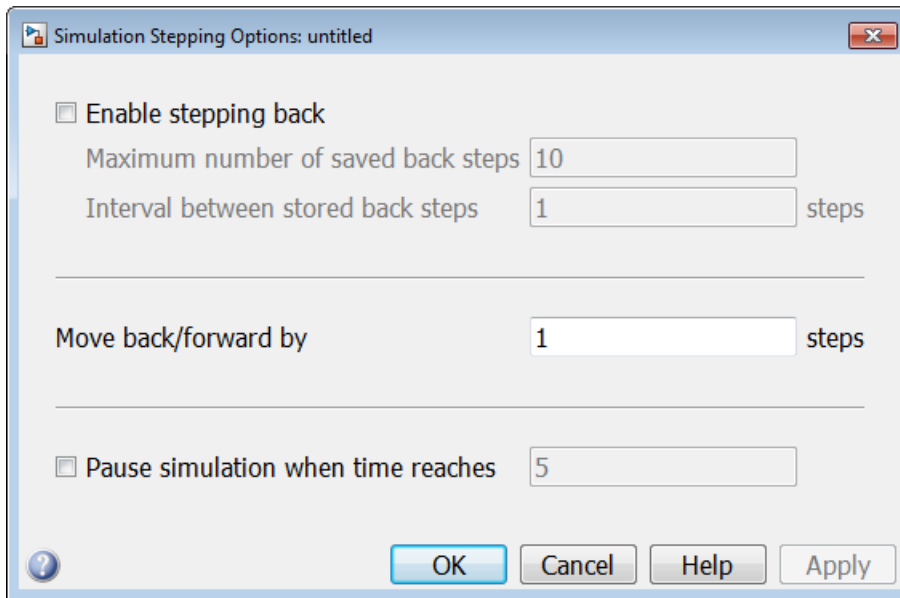 Simulation Stepping Options: untitled
Enable stepping back
Maximum number of saved back steps 10
Interval between stored back steps 1 steps
Move back/forward by 1 steps
Pause simulation when time reaches 5
? OK Cancel Help Apply